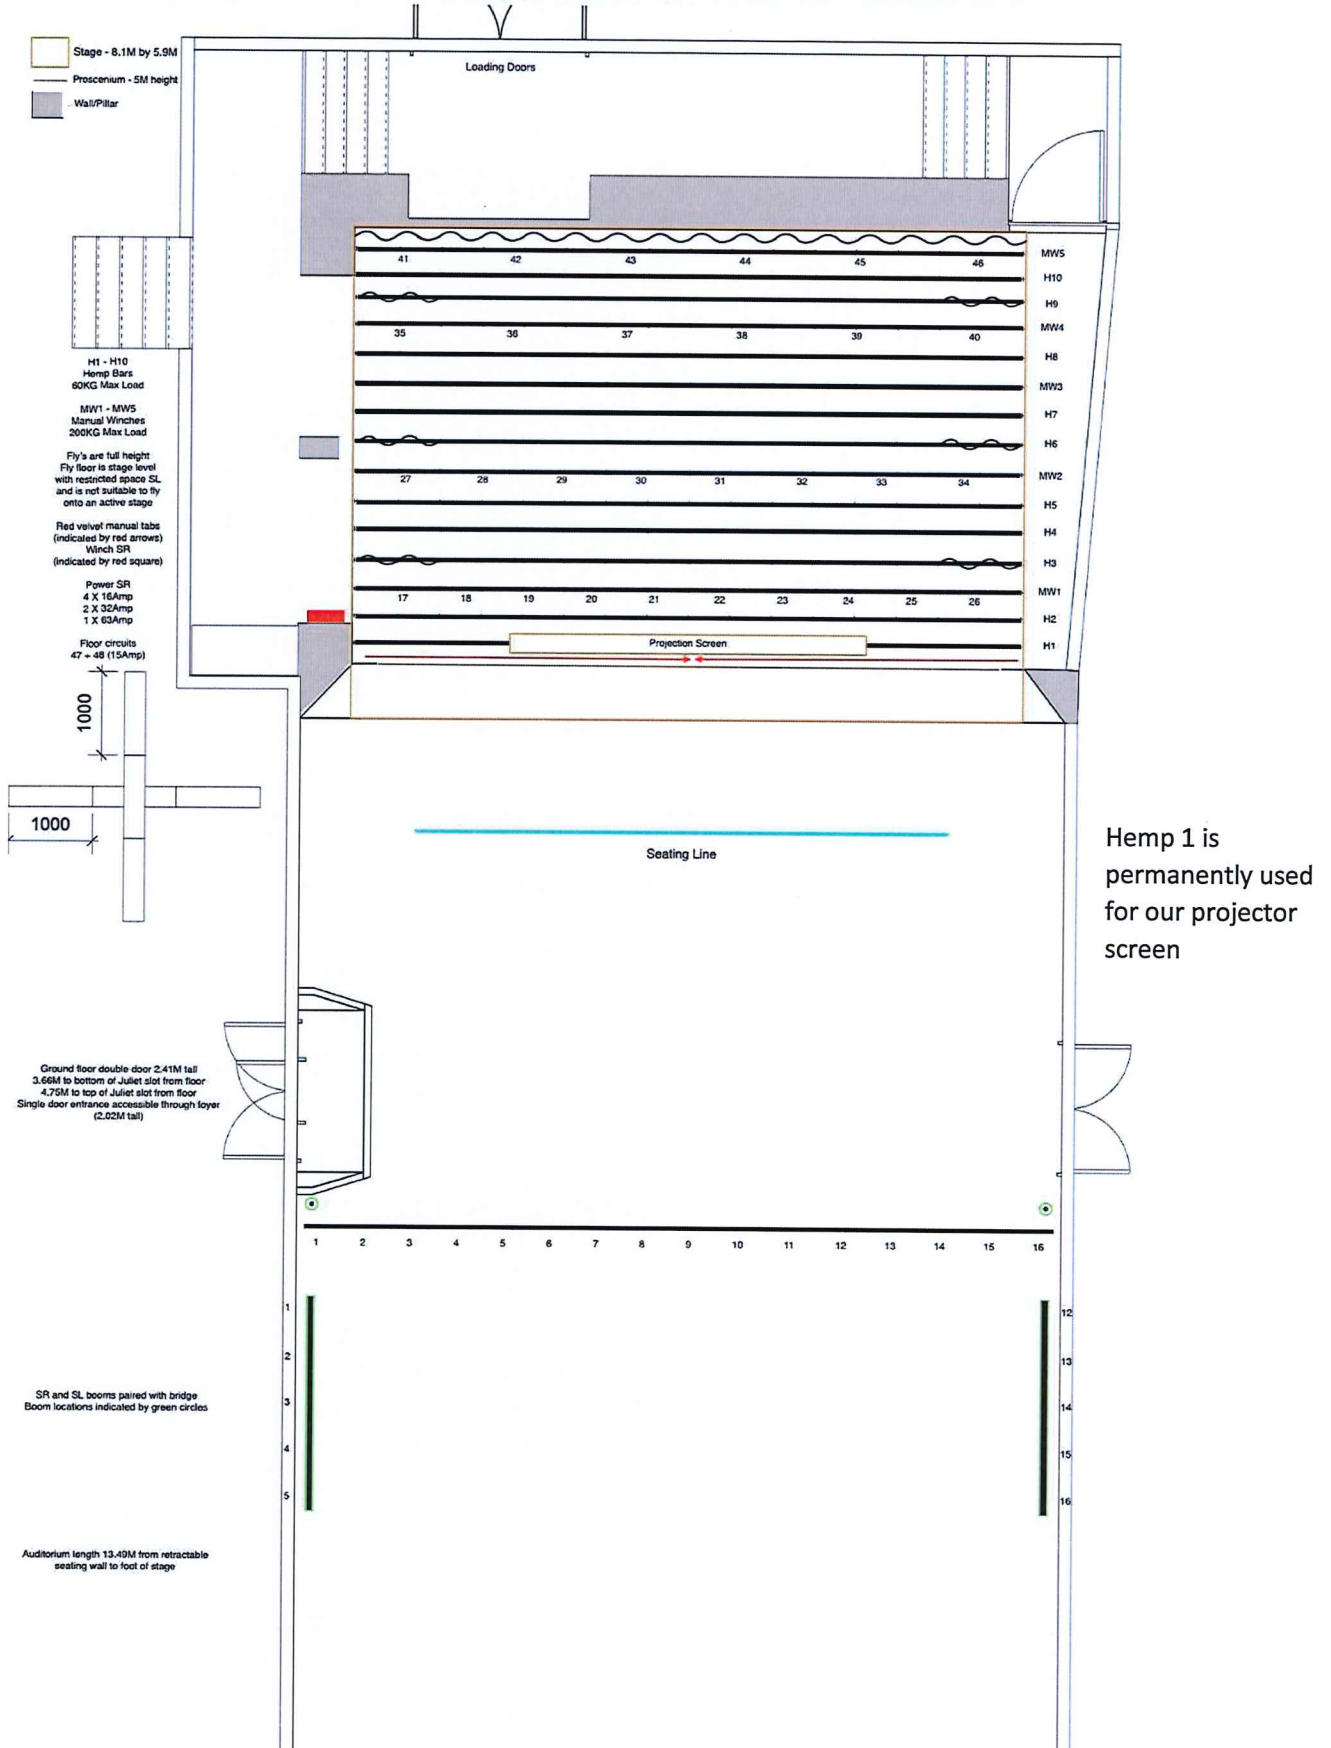 Stage - 8.1M by 5.9M
Proscenium - 5M height
Wall/Pillar
Loading Doors
41 42 43 44 45 46
MW5
H10
H9
MW4
35 36 37 38 39 40
H8
MW3
H7
H6
MW2
27 28 29 30 31 32 33 34
H5
H4
H3
MW1
17 18 19 20 21 22 23 24 25 26
H2
Projection Screen
H1
H1 - H10
Hemp Bars
60KG Max Load
MW1 - MW5
Manual Winches
200KG Max Load
Fly's are full height
Fly floor is stage level
with restricted space SL
and is not suitable to fly
onto an active stage
Red velvet manual tabs
(indicated by red arrows)
Winch SR
(indicated by red square)
Power SR
4 X 16Amp
2 X 32Amp
1 X 63Amp
Floor circuits
47 + 48 (15Amp)
1000
1000
Seating Line
Hemp 1 is
permanently used
for our projector
screen
Ground floor double door 2.41M tall
3.66M to bottom of Juliet slot from floor
4.75M to top of Juliet slot from floor
Single door entrance accessible through foyer
(2.02M tall)
1 2 3 4 5 6 7 8 9 10 11 12 13 14 15 16
1
2
3
4
5
12
13
14
15
16
SR and SL booms paired with bridge
Boom locations indicated by green circles
Auditorium length 13.49M from retractable
seating wall to foot of stage